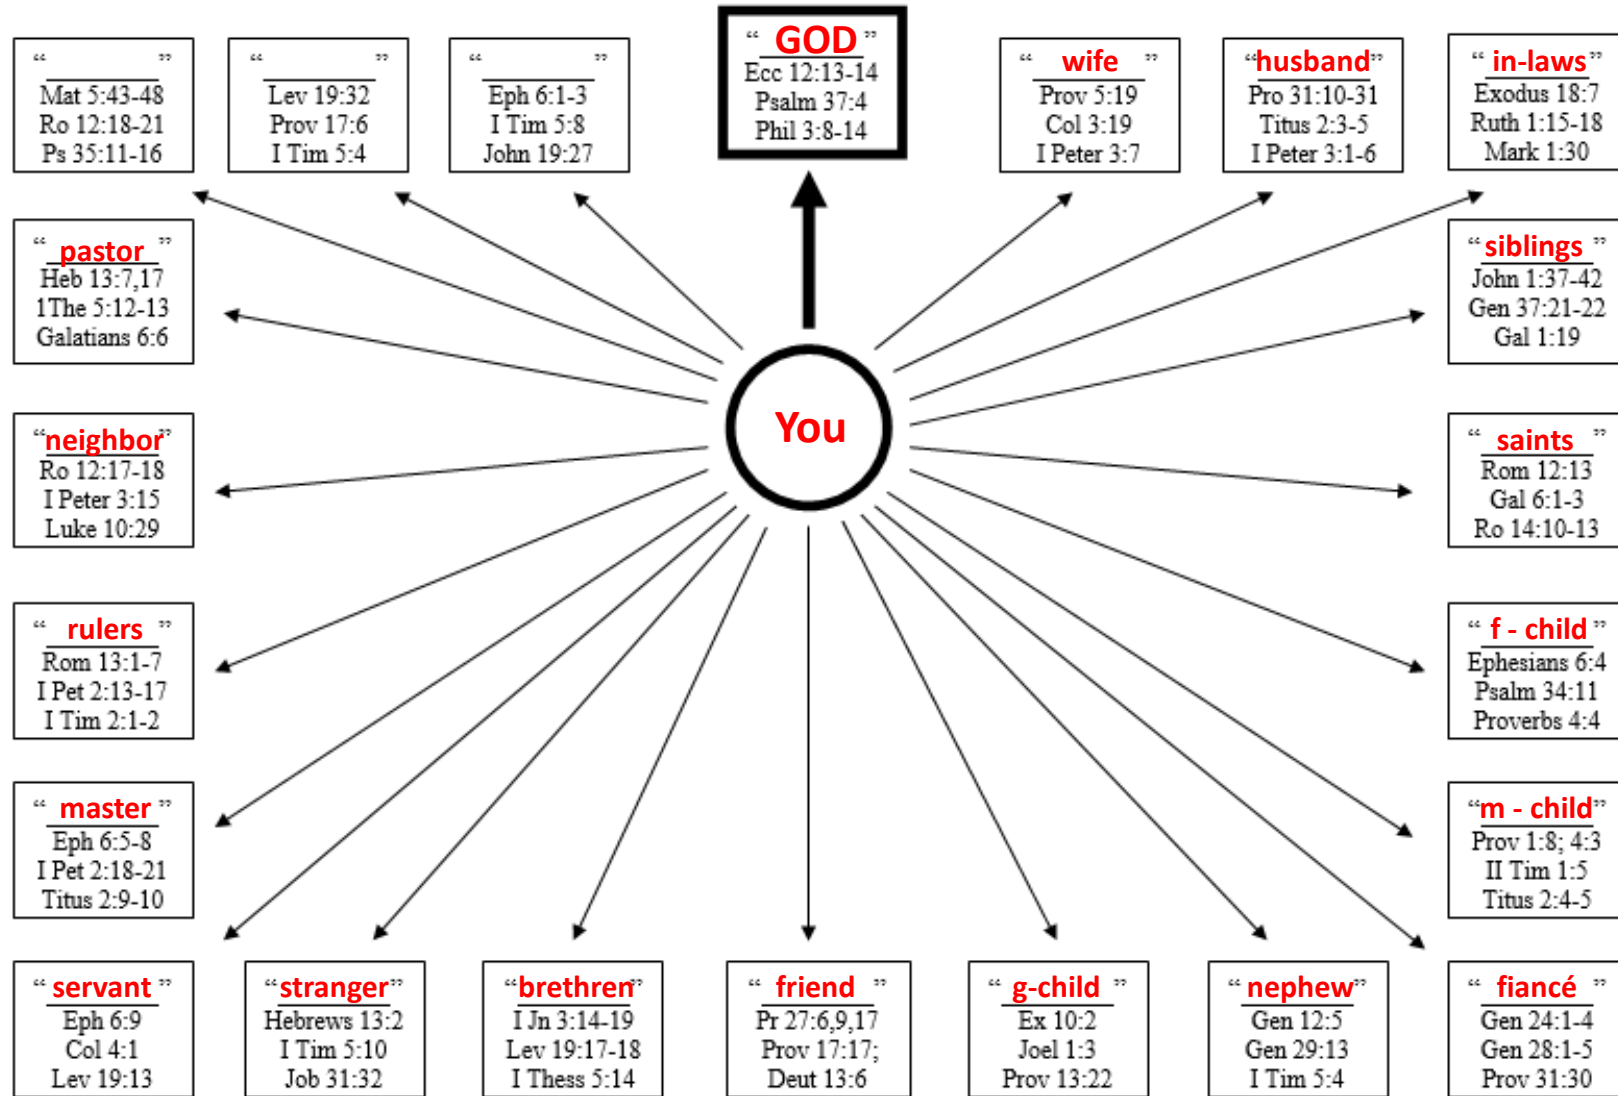 “ GOD ”
Ecc 12:13-14
Psalm 37:4
Phil 3:8-14
“ ”
Mat 5:43-48
Ro 12:18-21
Ps 35:11-16
“ ”
Lev 19:32
Prov 17:6
I Tim 5:4
“ ”
Eph 6:1-3
I Tim 5:8
John 19:27
“ wife ”
Prov 5:19
Col 3:19
I Peter 3:7
“husband”
Pro 31:10-31
Titus 2:3-5
I Peter 3:1-6
“ in-laws ”
Exodus 18:7
Ruth 1:15-18
Mark 1:30
“ pastor ”
Heb 13:7,17
1The 5:12-13
Galatians 6:6
“siblings”
John 1:37-42
Gen 37:21-22
Gal 1:19
You
“neighbor”
Ro 12:17-18
I Peter 3:15
Luke 10:29
“ saints ”
Rom 12:13
Gal 6:1-3
Ro 14:10-13
“ rulers ”
Rom 13:1-7
I Pet 2:13-17
I Tim 2:1-2
“ f - child ”
Ephesians 6:4
Psalm 34:11
Proverbs 4:4
“ master ”
Eph 6:5-8
I Pet 2:18-21
Titus 2:9-10
“m - child”
Prov 1:8; 4:3
II Tim 1:5
Titus 2:4-5
“ servant ”
Eph 6:9
Col 4:1
Lev 19:13
“stranger”
Hebrews 13:2
I Tim 5:10
Job 31:32
“brethren”
I Jn 3:14-19
Lev 19:17-18
I Thess 5:14
“ friend ”
Pr 27:6,9,17
Prov 17:17;
Deut 13:6
“ g-child ”
Ex 10:2
Joel 1:3
Prov 13:22
“nephew”
Gen 12:5
Gen 29:13
I Tim 5:4
“ fiancé ”
Gen 24:1-4
Gen 28:1-5
Prov 31:30